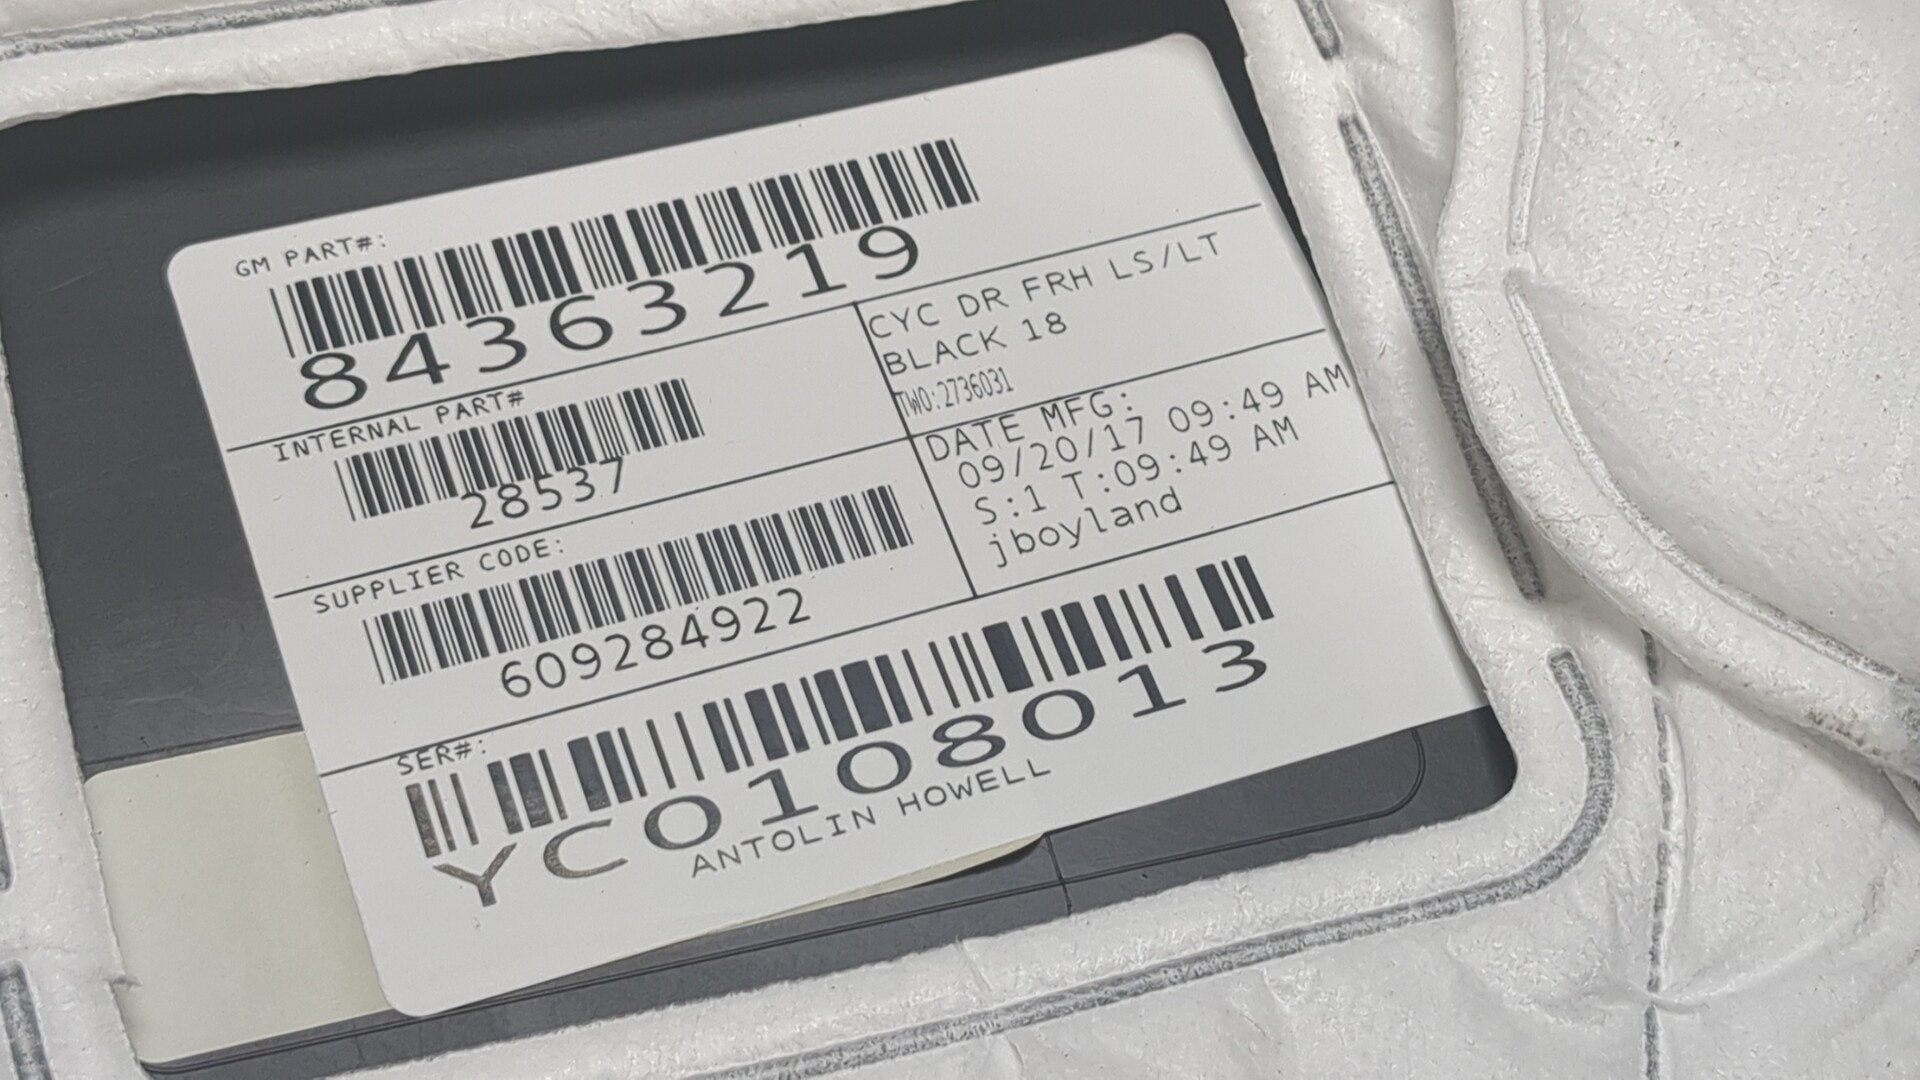 GM PART#:
84363219
CYC DR FRH LS/LT
BLACK 18
TWO:2736031
INTERNAL PART#
28537
DATE MFG:
09/20/17 09:49 AM
S:1 T:09:49 AM
jboyland
SUPPLIER CODE:
609284922
SER#:
YC0108013
ANTOLIN HOWELL